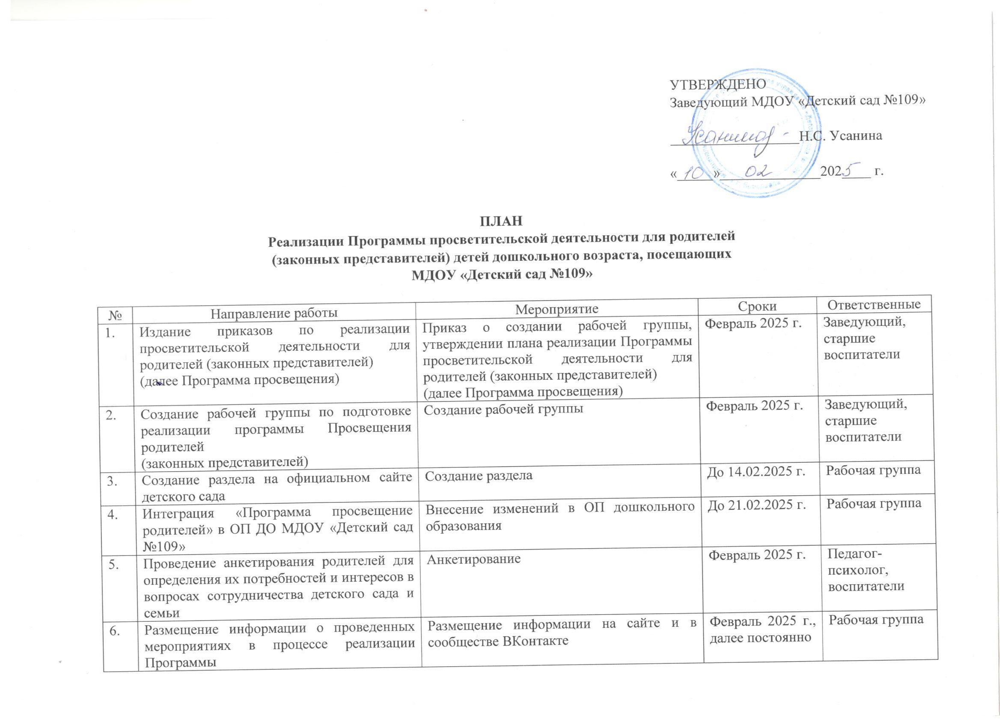 УТВЕРЖДЕНО
Заведующий МДОУ «Детский сад №109»
Усанина Н.С. Усанина
«10» 02 2025 г.
ПЛАН
Реализации Программы просветительской деятельности для родителей
(законных представителей) детей дошкольного возраста, посещающих
МДОУ «Детский сад №109»
№ Направление работы Мероприятие Сроки Ответственные
1.
Издание приказов по реализации
просветительской деятельности для
родителей (законных представителей)
(далее Программа просвещения)
Приказ о создании рабочей группы,
утверждении плана реализации Программы
просветительской деятельности для
родителей (законных представителей)
(далее Программа просвещения)
Февраль 2025 г.
Заведующий,
старшие
воспитатели
2.
Создание рабочей группы по подготовке
реализации программы Просвещения
родителей
(законных представителей)
Создание рабочей группы
Февраль 2025 г.
Заведующий,
старшие
воспитатели
3.
Создание раздела на официальном сайте
детского сада
Создание раздела
До 14.02.2025 г.
Рабочая группа
4.
Интеграция «Программа просвещение
родителей» в ОП ДО МДОУ «Детский сад
№109»
Внесение изменений в ОП дошкольного
образования
До 21.02.2025 г.
Рабочая группа
5.
Проведение анкетирования родителей для
определения их потребностей и интересов в
вопросах сотрудничества детского сада и
семьи
Анкетирование
Февраль 2025 г.
Педагог-
психолог,
воспитатели
6.
Размещение информации о проведенных
мероприятиях в процессе реализации
Программы
Размещение информации на сайте и в
сообществе ВКонтакте
Февраль 2025 г.,
далее постоянно
Рабочая группа